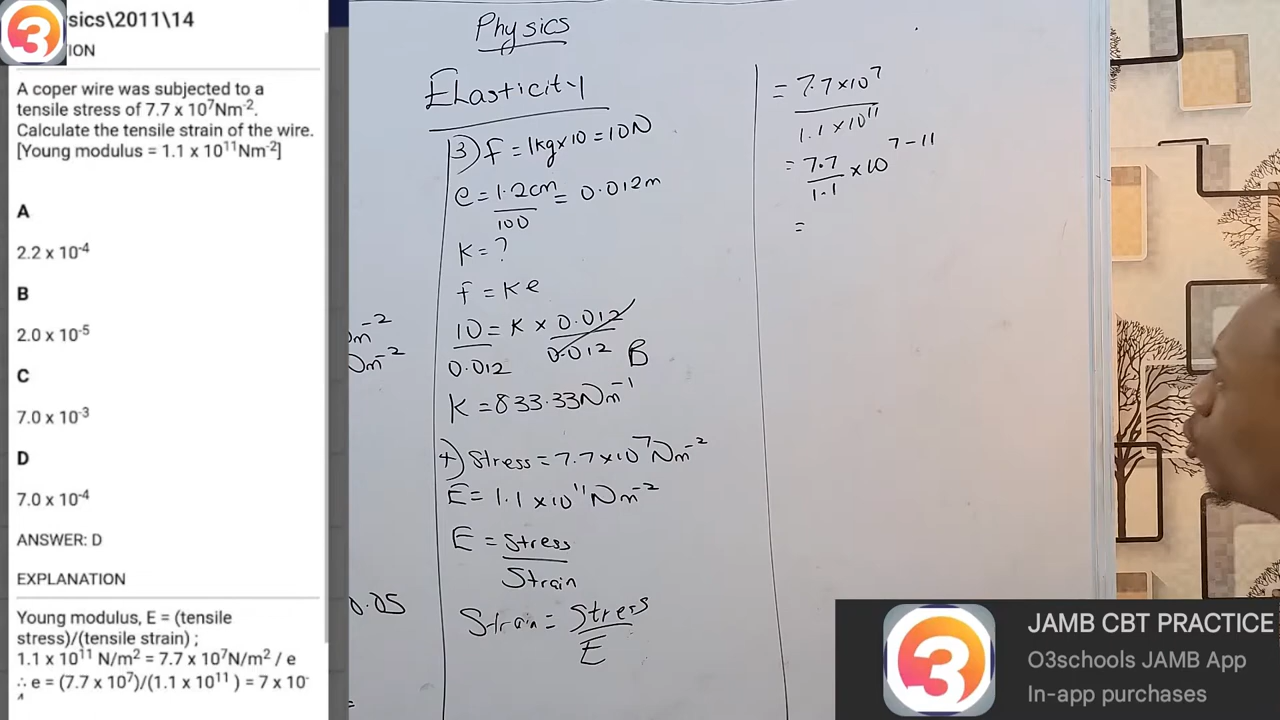 3
sics\2011\14
ION
A coper wire was subjected to a
tensile stress of 7.7 x 10⁷Nm⁻².
Calculate the tensile strain of the wire.
[Young modulus = 1.1 x 10¹¹Nm⁻²]
A
2.2 x 10⁻⁴
B
2.0 x 10⁻⁵
C
7.0 x 10⁻³
D
7.0 x 10⁻⁴
ANSWER: D
EXPLANATION
Young modulus, E = (tensile
stress)/(tensile strain) ;
1.1 x 10¹¹ N/m² = 7.7 x 10⁷N/m² / e
∴ e = (7.7 x 10⁷)/(1.1 x 10¹¹ ) = 7 x 10⁻
m⁻²
m⁻²
0.05
=
Physics
Elasticity
3) f = 1kg x 10 = 10N
e = 1.2cm/100 = 0.012m
K = ?
f = Ke
10/0.012 = K x 0.012/0.012 B
K = 833.33Nm⁻¹
4) Stress = 7.7 x 10⁷ Nm⁻²
E = 1.1 x 10¹¹ Nm⁻²
E = Stress/Strain
Strain = Stress/E
= 7.7 x 10⁷/1.1 x 10¹¹
= 7.7/1.1 x 10⁷⁻¹¹
=
3
JAMB CBT PRACTICE
O3schools JAMB App
In-app purchases